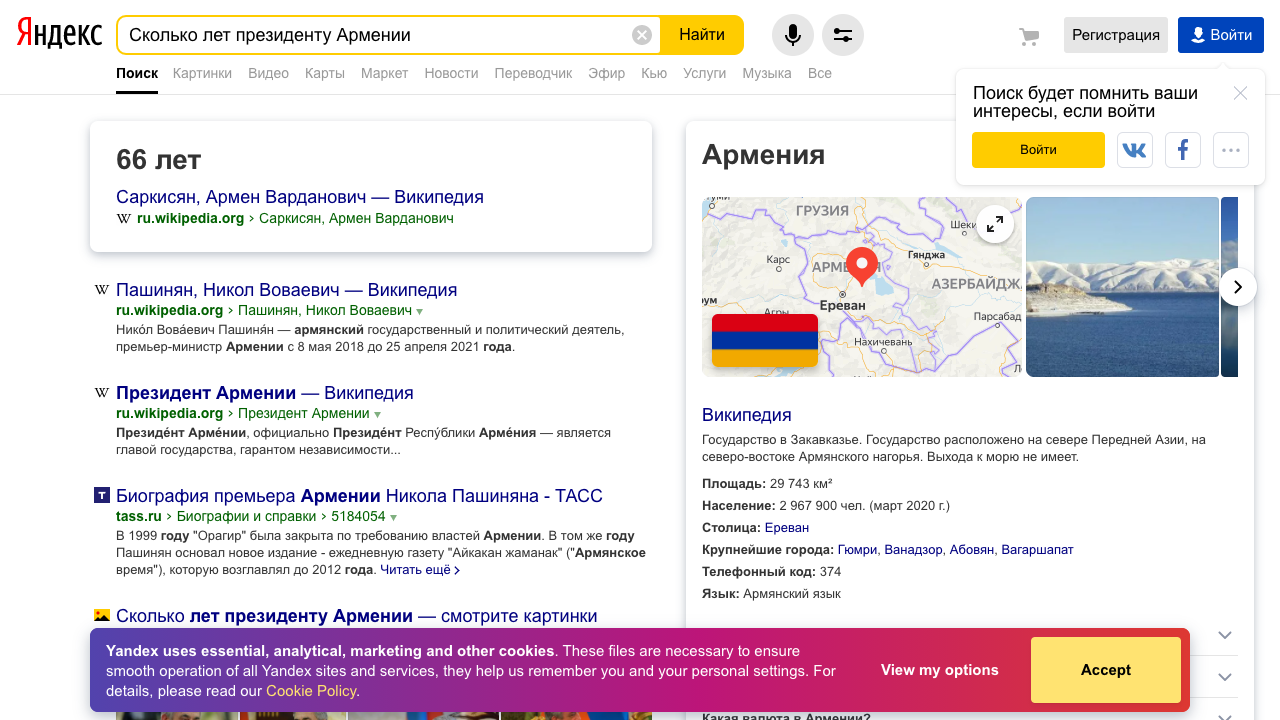 Яндекс
Сколько лет президенту Армении
Найти
Регистрация
Войти
Поиск Картинки Видео Карты Маркет Новости Переводчик Эфир Кью Услуги Музыка Все
Поиск будет помнить ваши
интересы, если войти
Войти
66 лет
Саркисян, Армен Варданович — Википедия
ru.wikipedia.org › Саркисян, Армен Варданович
Пашинян, Никол Воваевич — Википедия
ru.wikipedia.org › Пашинян, Никол Воваевич
Нико́л Вова́евич Пашиня́н — армянский государственный и политический деятель,
премьер-министр Армении с 8 мая 2018 до 25 апреля 2021 года.
Президент Армении — Википедия
ru.wikipedia.org › Президент Армении
Президе́нт Арме́нии, официально Президе́нт Респу́блики Арме́ния — является
главой государства, гарантом независимости...
Биография премьера Армении Никола Пашиняна - ТАСС
tass.ru › Биографии и справки › 5184054
В 1999 году "Орагир" была закрыта по требованию властей Армении. В том же году
Пашинян основал новое издание - ежедневную газету "Айкакан жаманак" ("Армянское
время"), которую возглавлял до 2012 года. Читать ещё ›
Сколько лет президенту Армении — смотрите картинки
Армения
ГРУЗИЯ
Шеки
Карс
Гянджа
АРМЕНИЯ
АЗЕРБАЙДЖ
рум
Ереван
Агры
Парсабад
Нахичевань
Википедия
Государство в Закавказье. Государство расположено на севере Передней Азии, на
северо-востоке Армянского нагорья. Выхода к морю не имеет.
Площадь: 29 743 км²
Население: 2 967 900 чел. (март 2020 г.)
Столица: Ереван
Крупнейшие города: Гюмри, Ванадзор, Абовян, Вагаршапат
Телефонный код: 374
Язык: Армянский язык
Какая валюта в Армении?
Yandex uses essential, analytical, marketing and other cookies. These files are necessary to ensure
smooth operation of all Yandex sites and services, they help us remember you and your personal settings. For
details, please read our Cookie Policy.
View my options
Accept